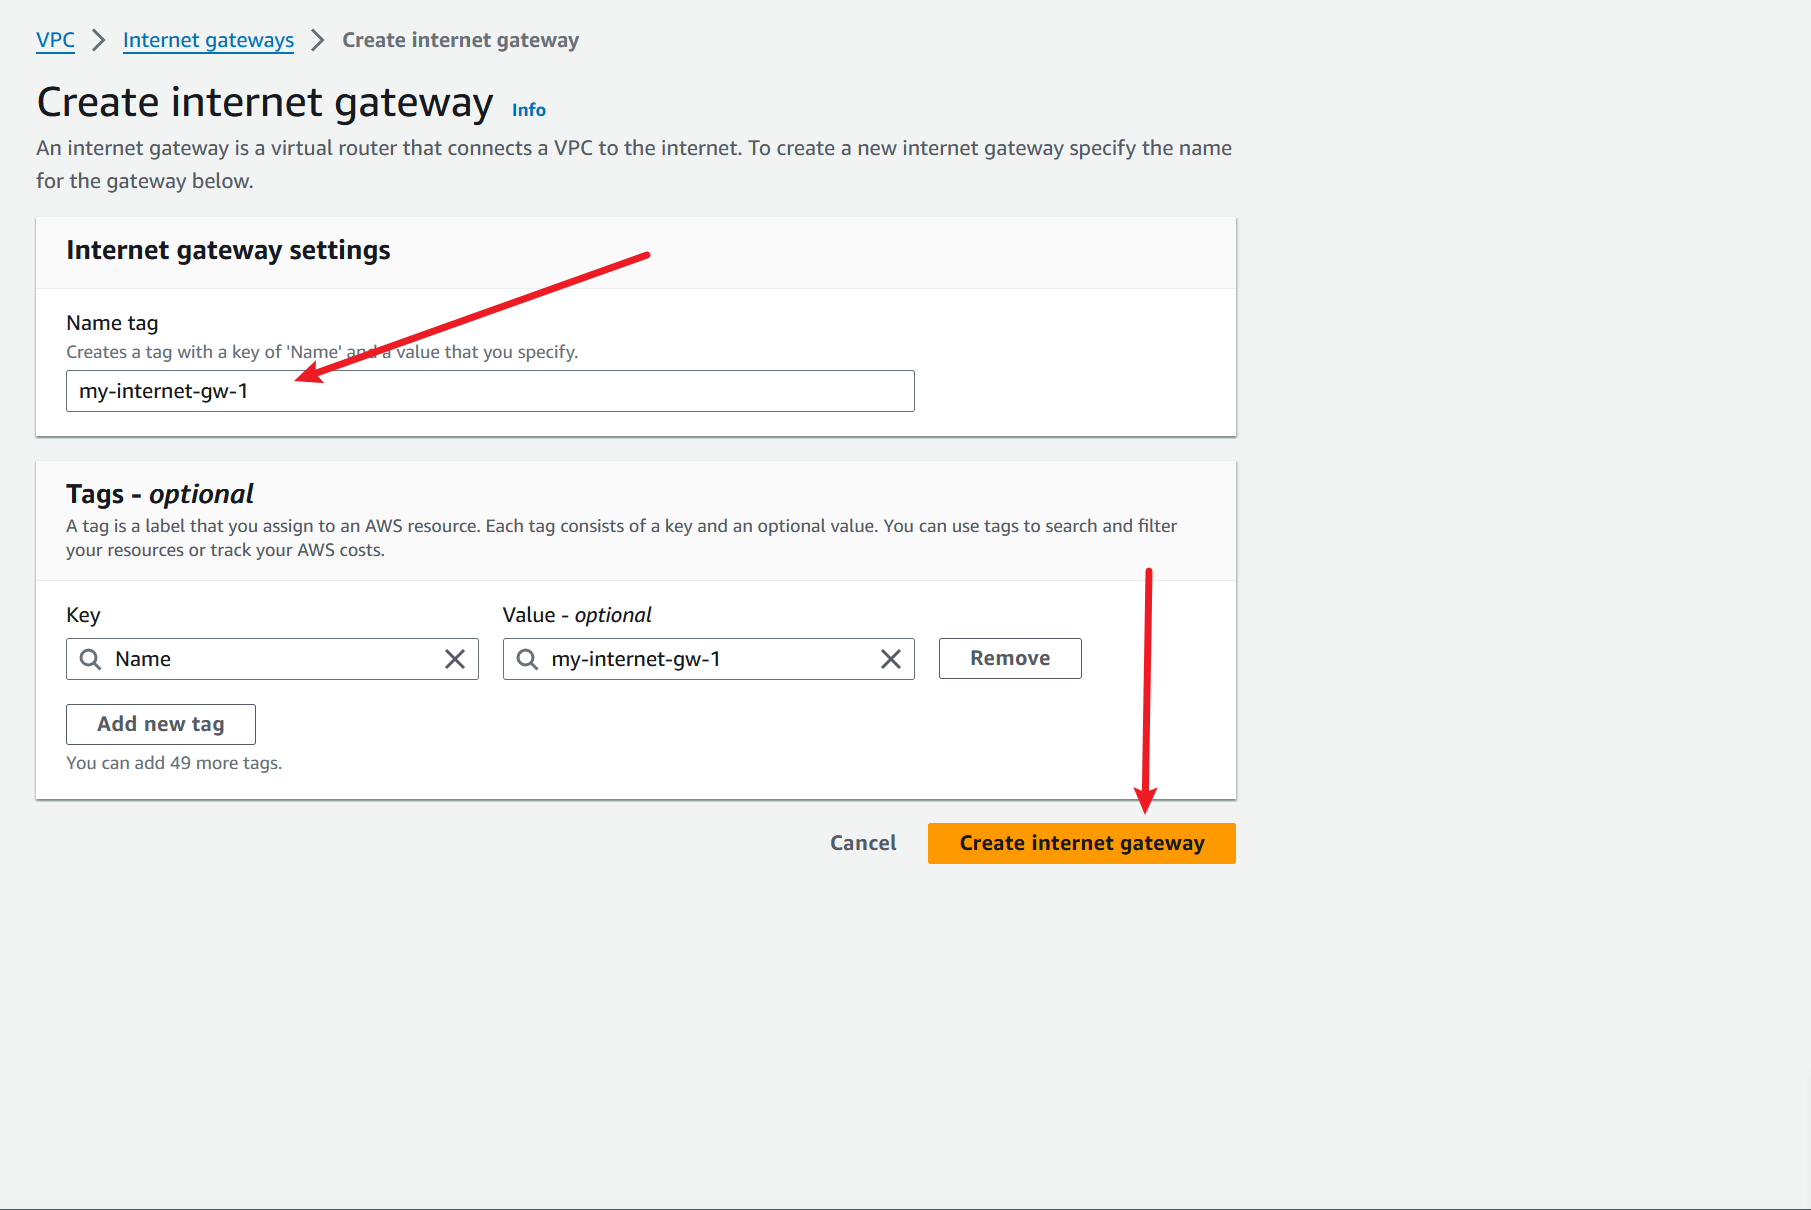 VPC > Internet gateways > Create internet gateway
Create internet gateway Info
An internet gateway is a virtual router that connects a VPC to the internet. To create a new internet gateway specify the name
for the gateway below.
Internet gateway settings
Name tag
Creates a tag with a key of 'Name' and a value that you specify.
my-internet-gw-1
Tags - optional
A tag is a label that you assign to an AWS resource. Each tag consists of a key and an optional value. You can use tags to search and filter
your resources or track your AWS costs.
Key Value - optional
Name my-internet-gw-1 Remove
Add new tag
You can add 49 more tags.
Cancel Create internet gateway